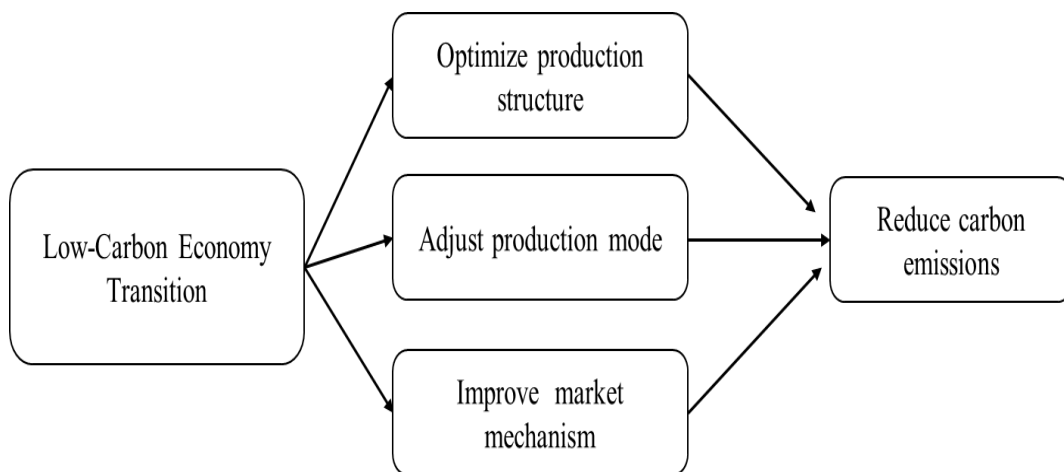 Optimize production
structure
Low-Carbon Economy
Transition
Adjust production mode
Reduce carbon
emissions
Improve market
mechanism